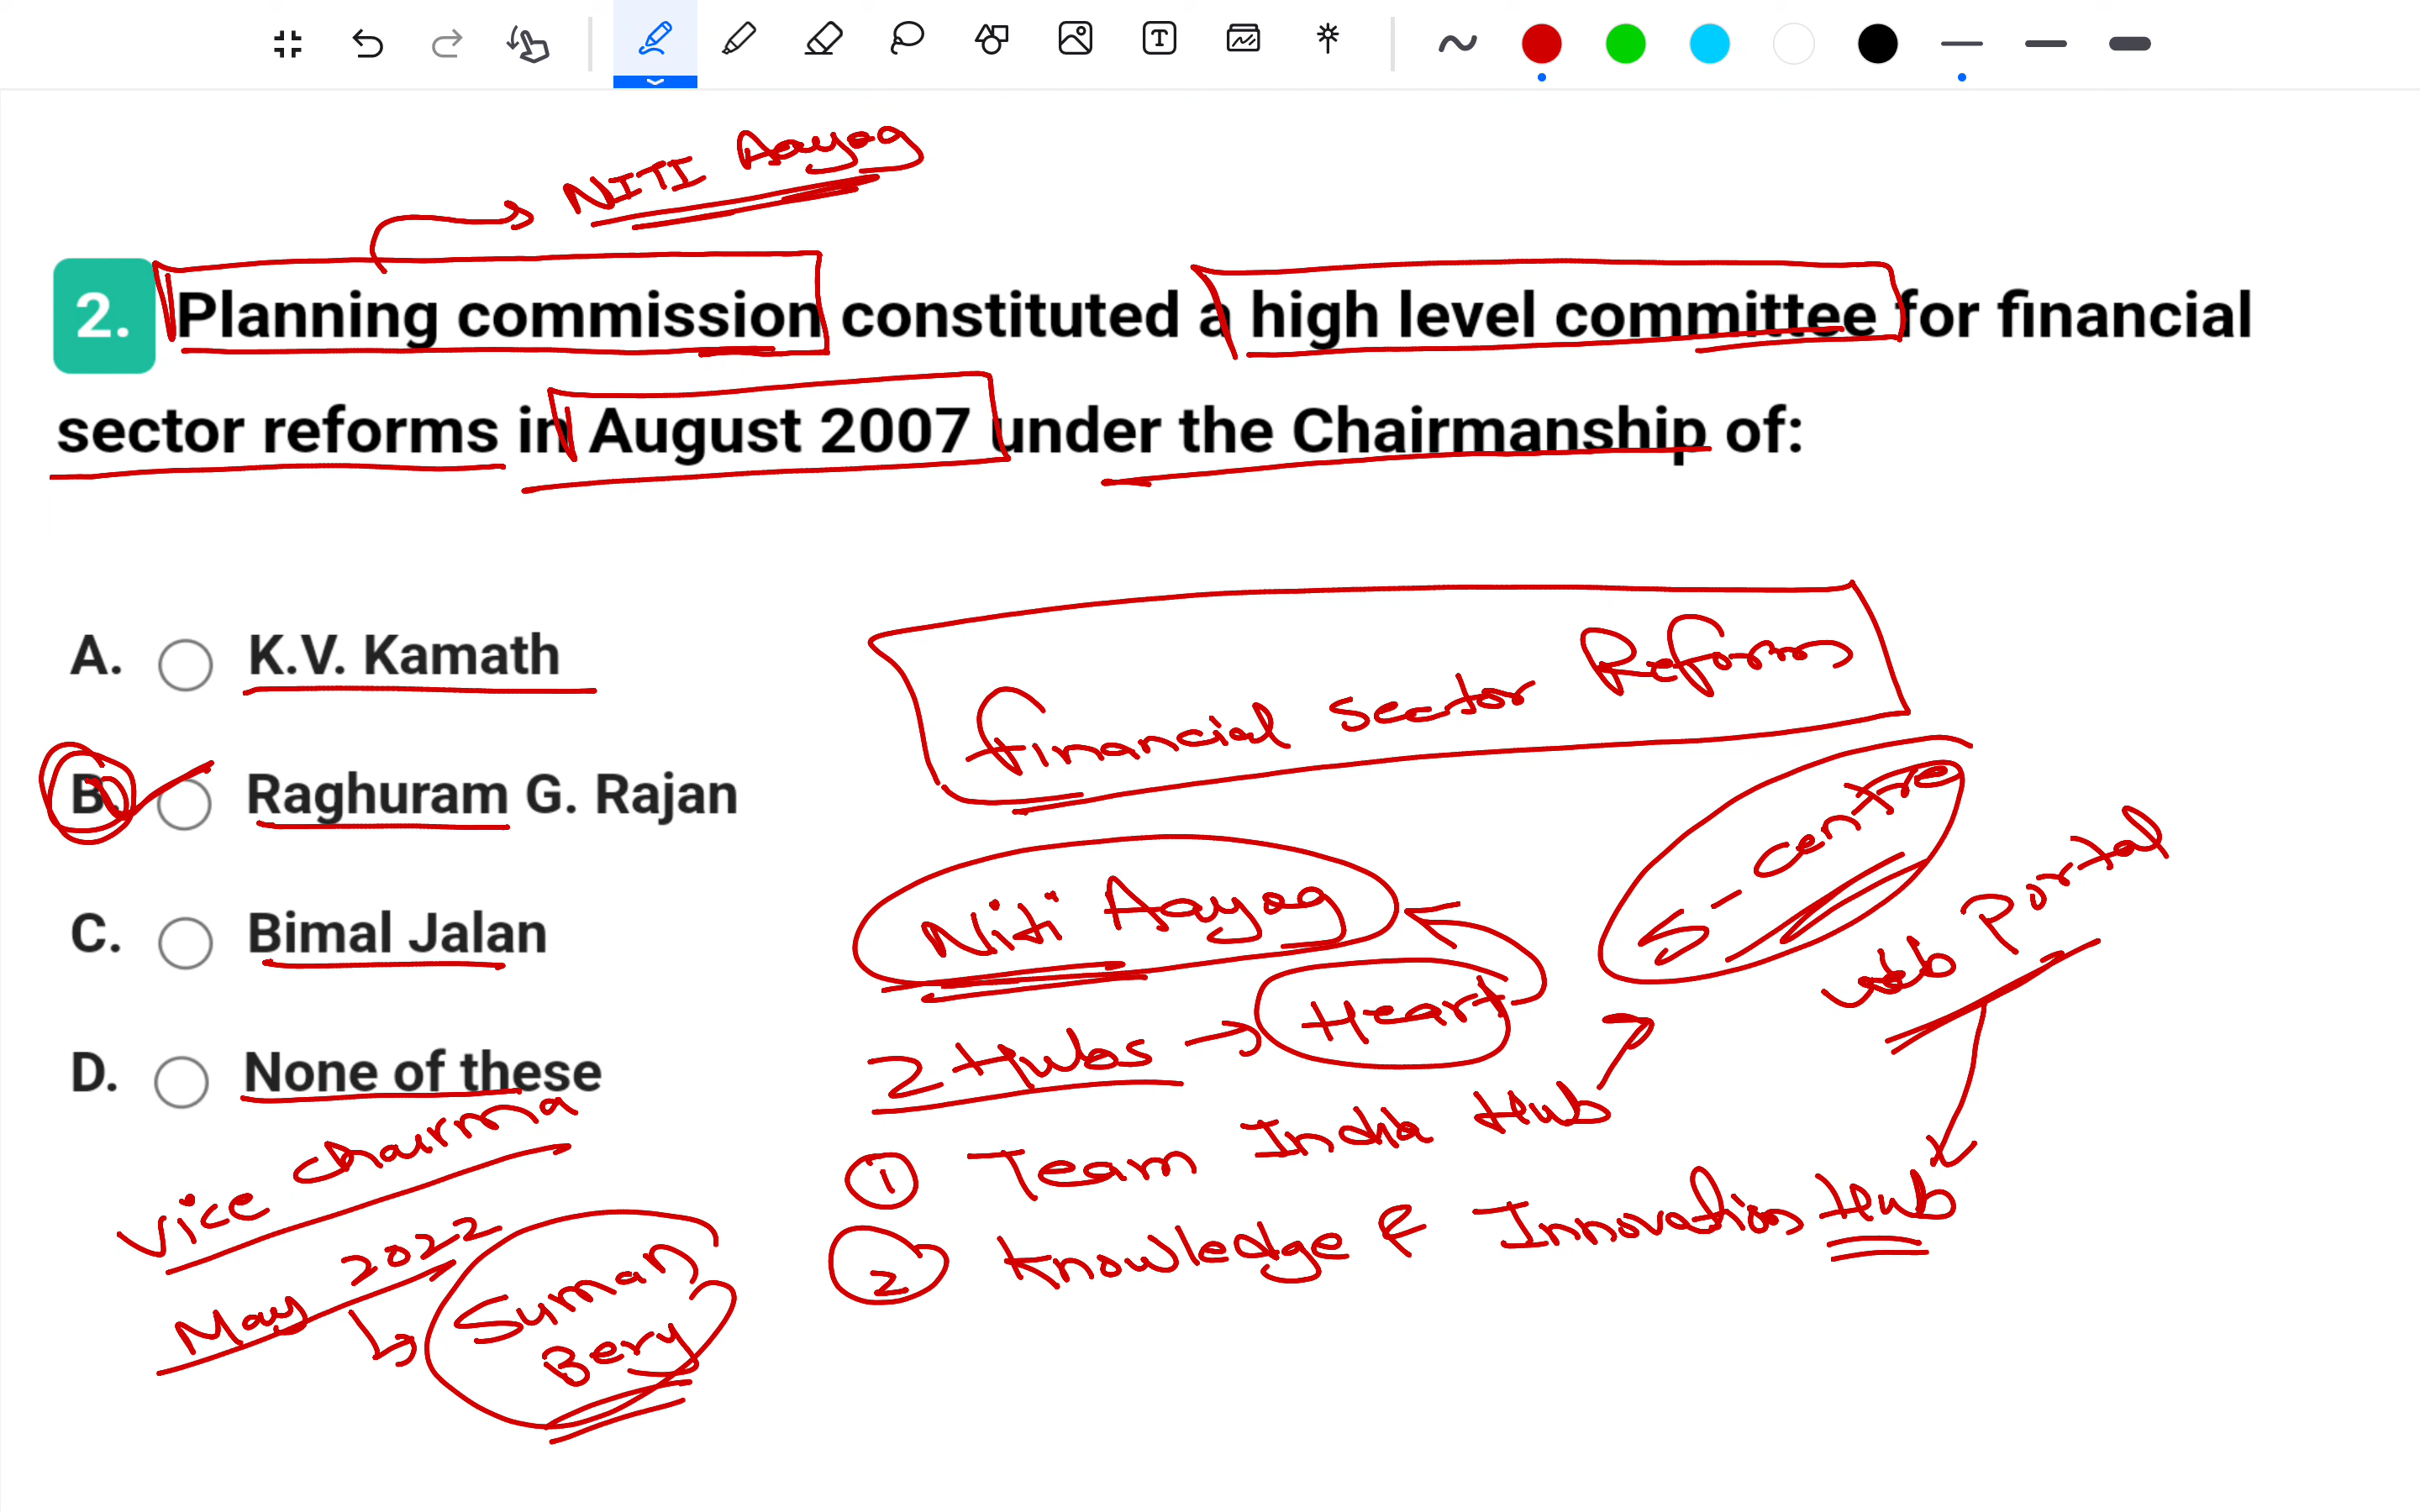 NITI Aayog
2. Planning commission constituted a high level committee for financial
sector reforms in August 2007 under the Chairmanship of:
A. K.V. Kamath
B. Raghuram G. Rajan
C. Bimal Jalan
D. None of these
financial sector Reforms
Niti Aayog
2 Hubs → Heart
① Team India Hub
② Knowledge & Innovation Hub
5 - Centre
Web Portal
Vice chairma
May 2022
Suman
Bery